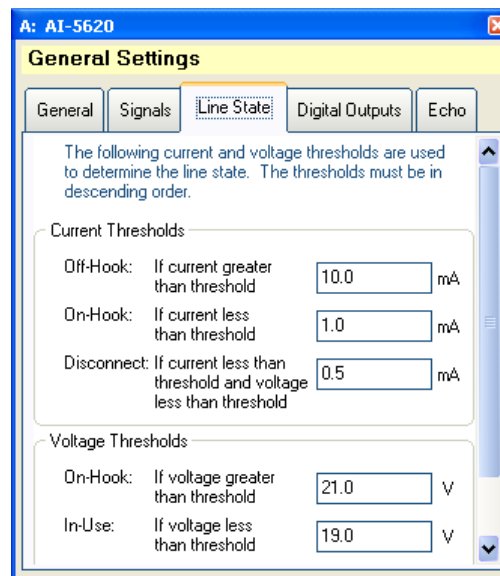 A: AI-5620
General Settings
General Signals Line State Digital Outputs Echo
The following current and voltage thresholds are used
to determine the line state. The thresholds must be in
descending order.
Current Thresholds
Off-Hook: If current greater
than threshold 10.0 mA
On-Hook: If current less
than threshold 1.0 mA
Disconnect: If current less than
threshold and voltage
less than threshold 0.5 mA
Voltage Thresholds
On-Hook: If voltage greater
than threshold 21.0 V
In-Use: If voltage less
than threshold 19.0 V